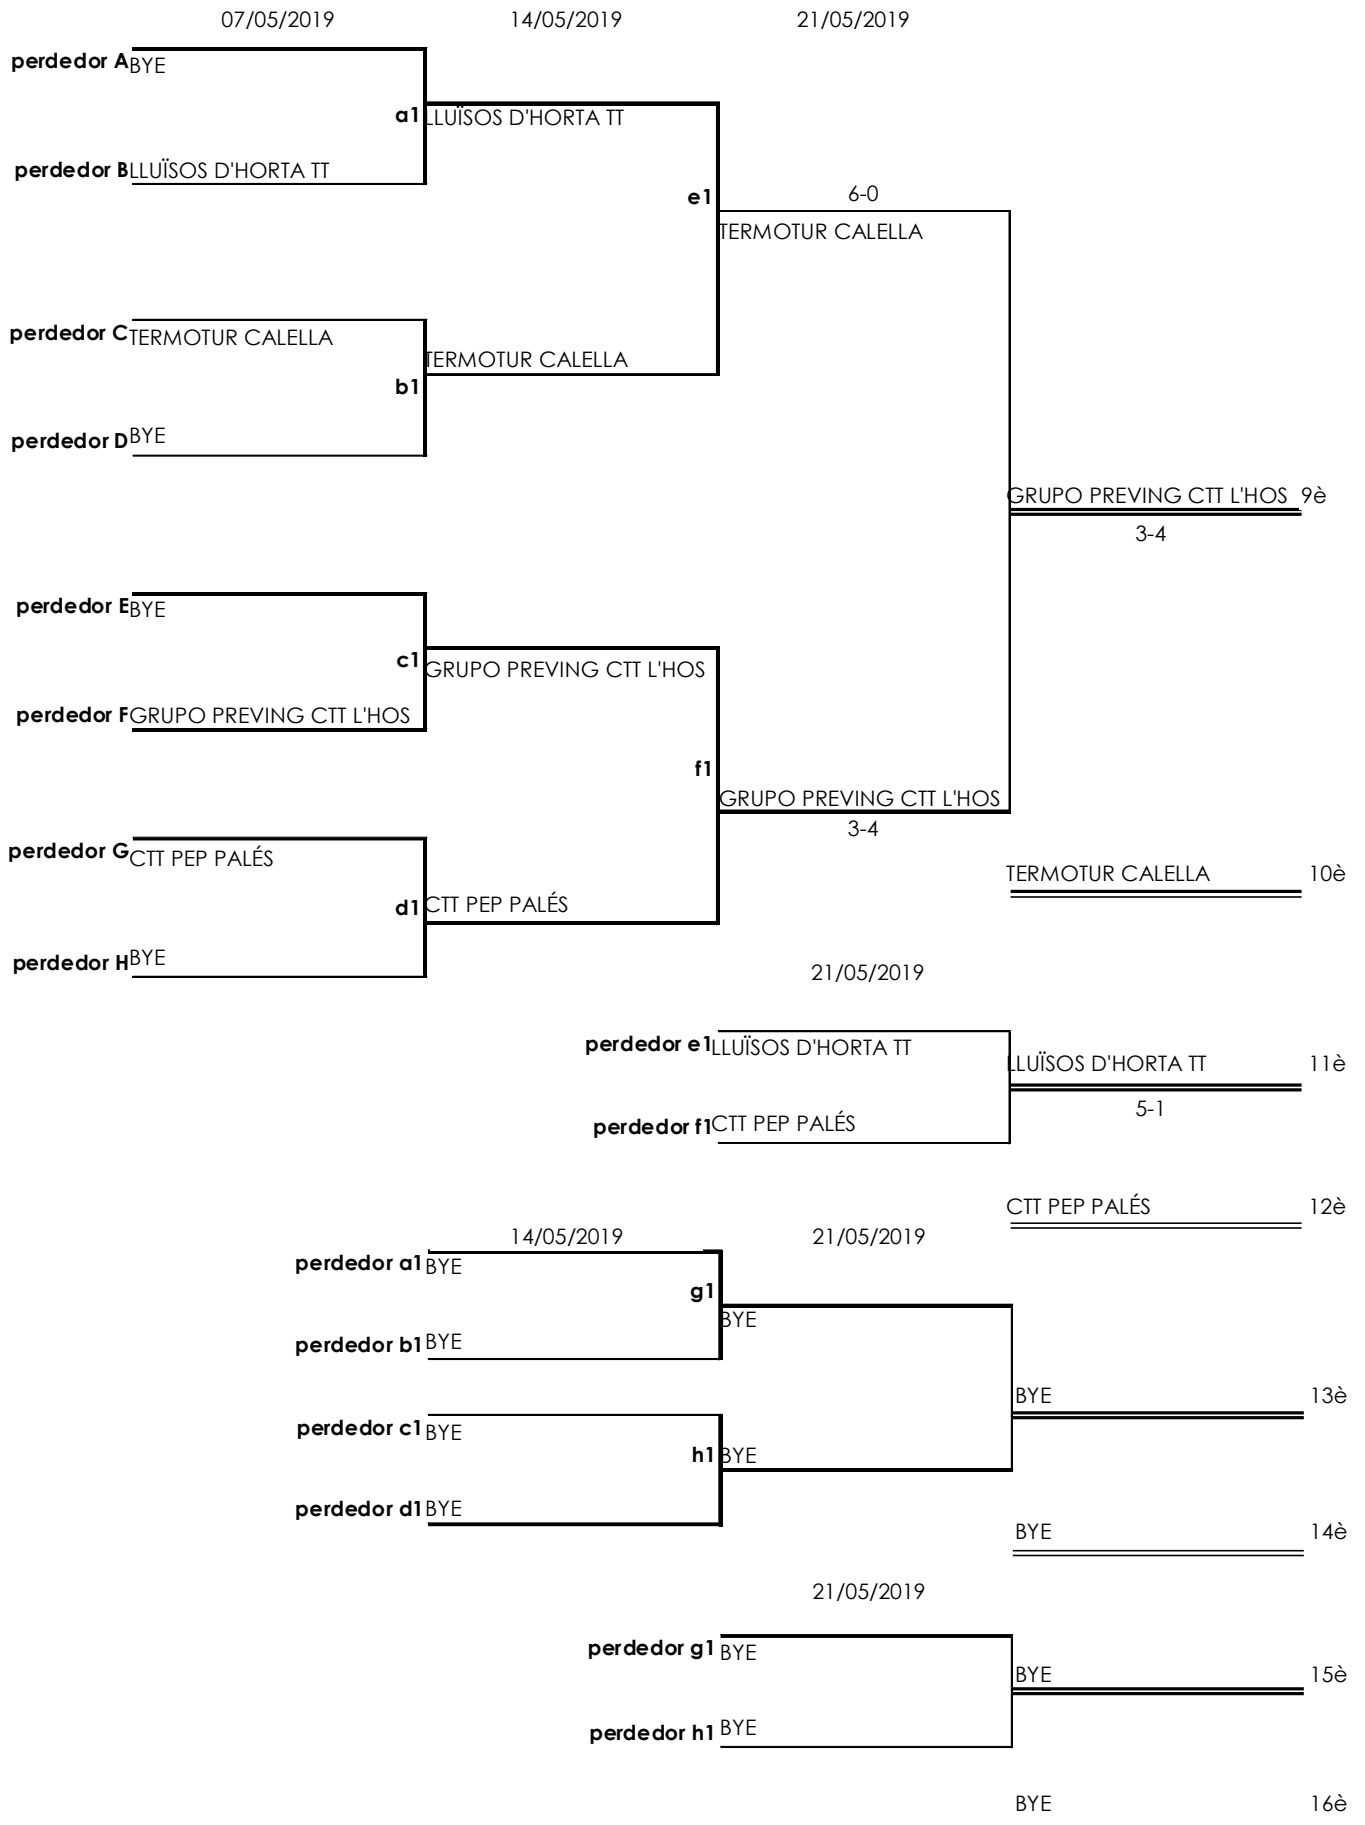 07/05/2019 14/05/2019 21/05/2019
perdedor A BYE
a1 LLUÏSOS D'HORTA TT
perdedor B LLUÏSOS D'HORTA TT
e1 6-0
TERMOTUR CALELLA
perdedor C TERMOTUR CALELLA
TERMOTUR CALELLA
b1
perdedor D BYE
GRUPO PREVING CTT L'HOS 9è
3-4
perdedor E BYE
c1 GRUPO PREVING CTT L'HOS
perdedor F GRUPO PREVING CTT L'HOS
f1
GRUPO PREVING CTT L'HOS
3-4
perdedor G CTT PEP PALÉS
TERMOTUR CALELLA 10è
d1 CTT PEP PALÉS
perdedor H BYE
21/05/2019
perdedor e1 LLUÏSOS D'HORTA TT
LLUÏSOS D'HORTA TT 11è
5-1
perdedor f1 CTT PEP PALÉS
CTT PEP PALÉS 12è
14/05/2019 21/05/2019
perdedor a1 BYE
g1
BYE
perdedor b1 BYE
BYE 13è
perdedor c1 BYE
h1 BYE
perdedor d1 BYE
BYE 14è
21/05/2019
perdedor g1 BYE
BYE 15è
perdedor h1 BYE
BYE 16è